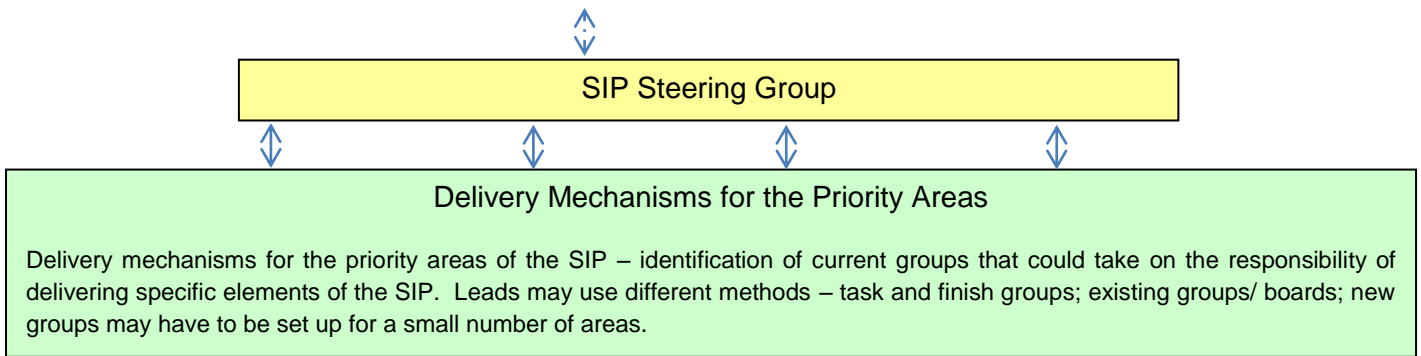 SIP Steering Group
Delivery Mechanisms for the Priority Areas
Delivery mechanisms for the priority areas of the SIP – identification of current groups that could take on the responsibility of
delivering specific elements of the SIP.  Leads may use different methods – task and finish groups; existing groups/ boards; new
groups may have to be set up for a small number of areas.